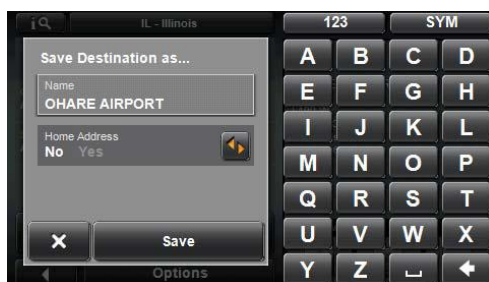 IL - Illinois
123 SYM
Save Destination as...
Name
OHARE AIRPORT
Home Address
No Yes
Save
Options
A B C D
E F G H
I J K L
M N O P
Q R S T
U V W X
Y Z